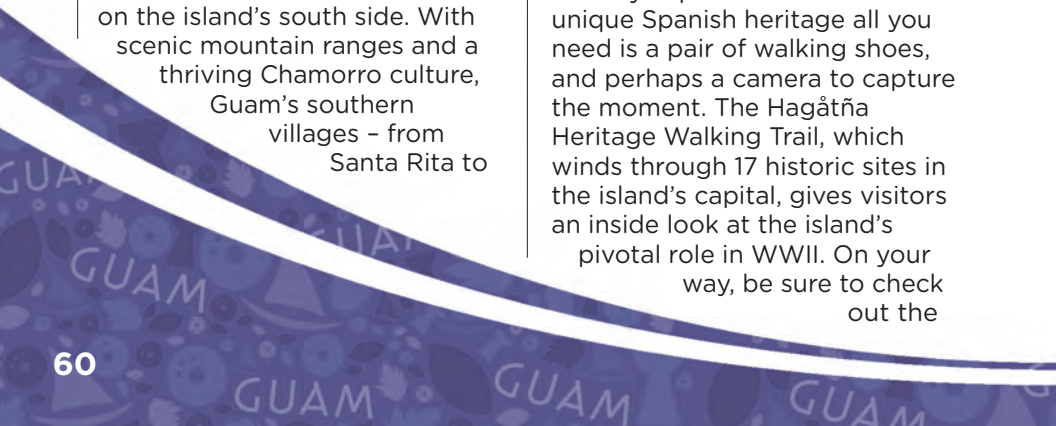 on the island's south side. With
scenic mountain ranges and a
thriving Chamorro culture,
Guam's southern
villages – from
Santa Rita to
unique Spanish heritage all you
need is a pair of walking shoes,
and perhaps a camera to capture
the moment. The Hagåtña
Heritage Walking Trail, which
winds through 17 historic sites in
the island's capital, gives visitors
an inside look at the island's
pivotal role in WWII. On your
way, be sure to check
out the
GUAM
GUAM
GUAM
60
GUAM
GUAM
GUAM